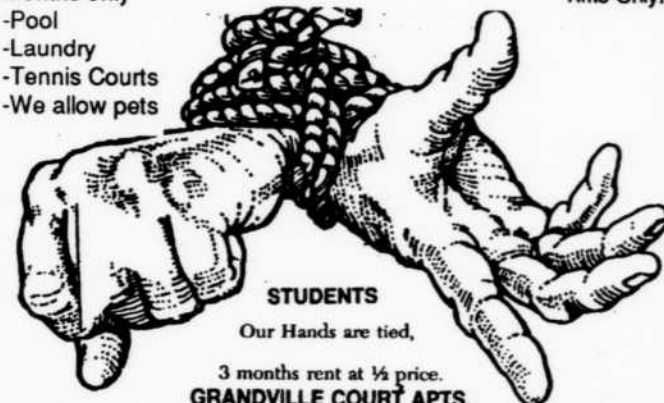 -Pool
-Laundry
-Tennis Courts
-We allow pets
STUDENTS
Our Hands are tied,
3 months rent at ½ price.
GRANDVILLE COURT APTS